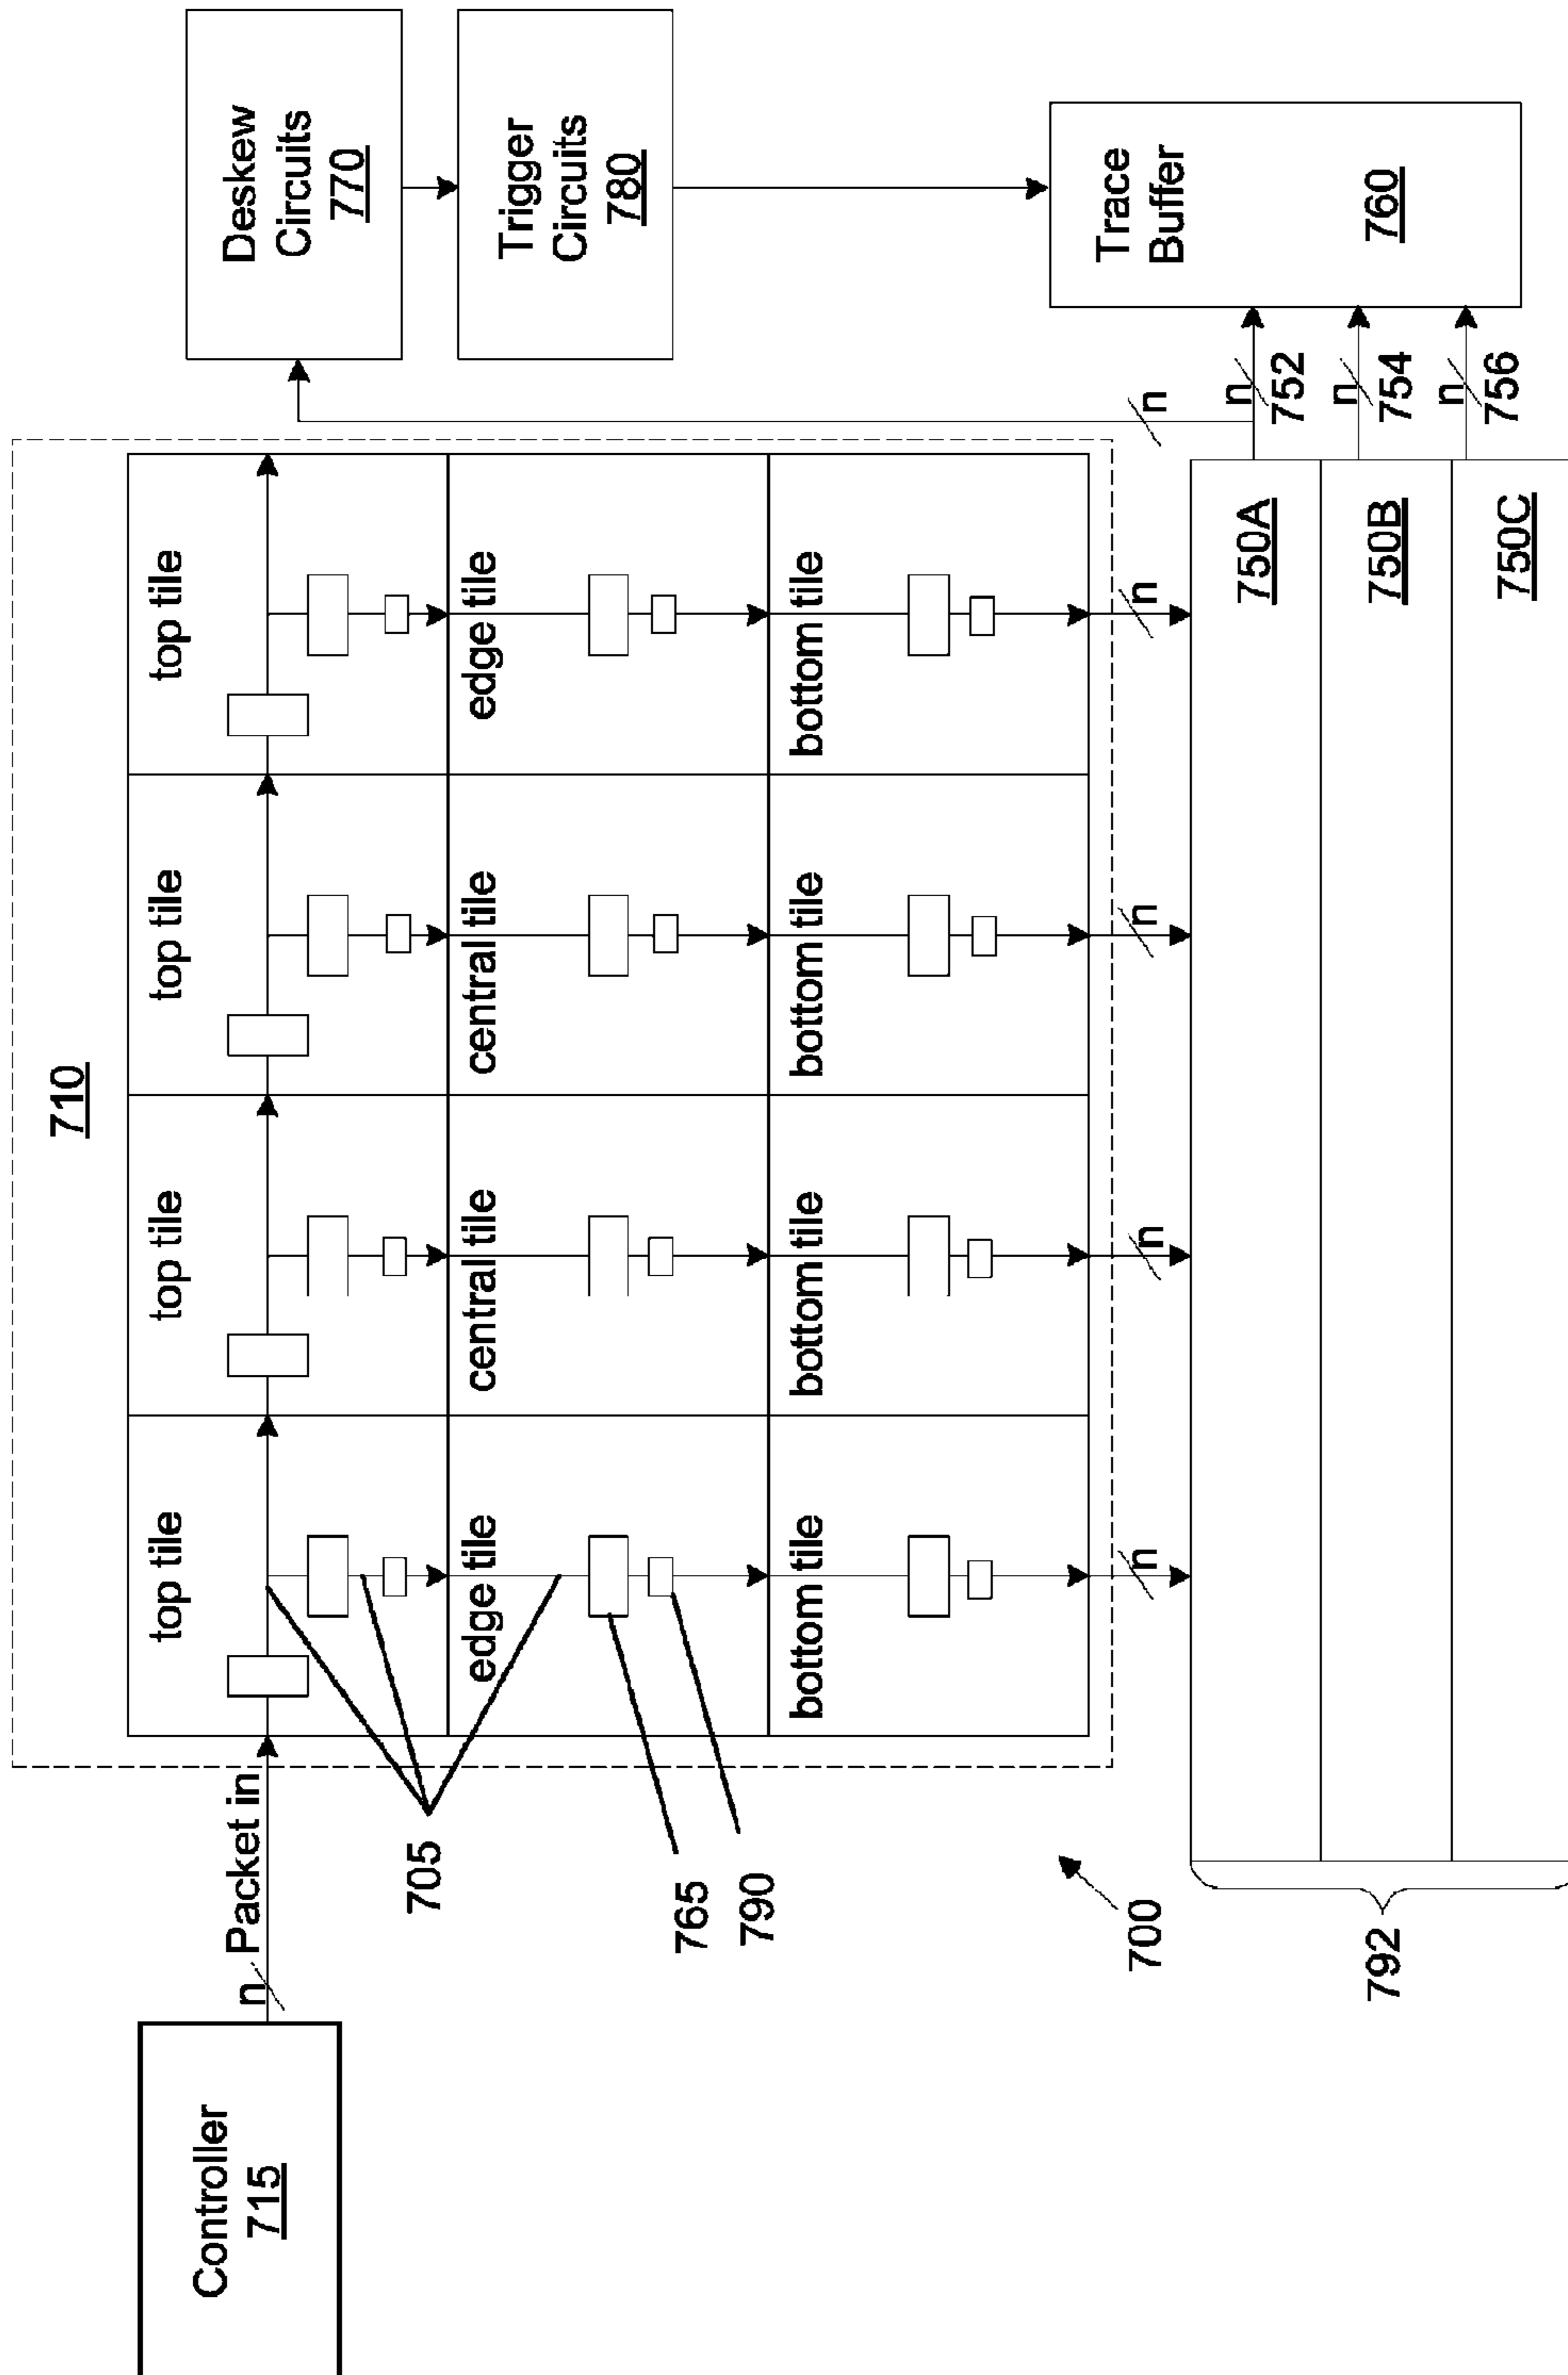 710
Controller
715
n
Packet in
top tile
top tile
top tile
top tile
edge tile
central tile
central tile
edge tile
bottom tile
bottom tile
bottom tile
bottom tile
705
765
790
700
n
n
n
n
n
Deskew
Circuits
770
Trigger
Circuits
780
Trace
Buffer
760
n
752
n
754
n
756
750A
750B
750C
792